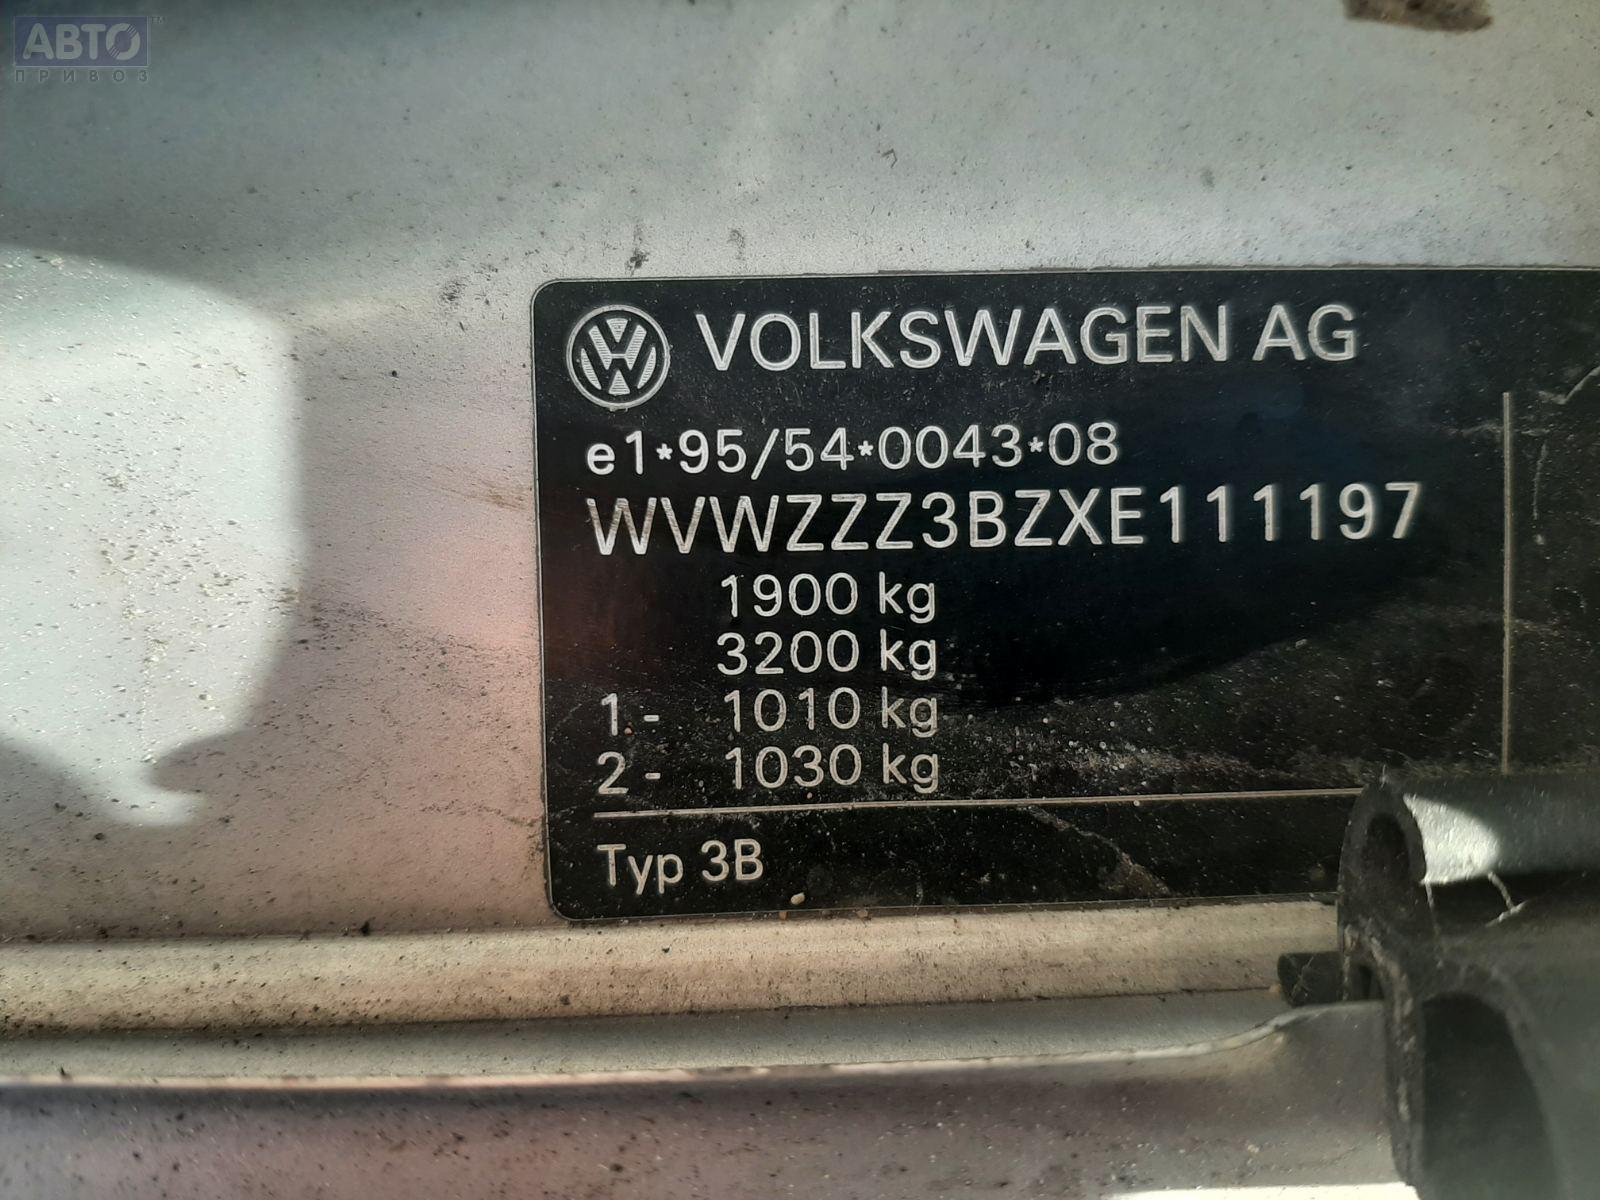 АВТО™
ПРИВОЗ
VOLKSWAGEN AG
e1*95/54*0043*08
WVWZZZ3BZXE111197
1900 kg
3200 kg
1- 1010 kg
2- 1030 kg
Typ 3B